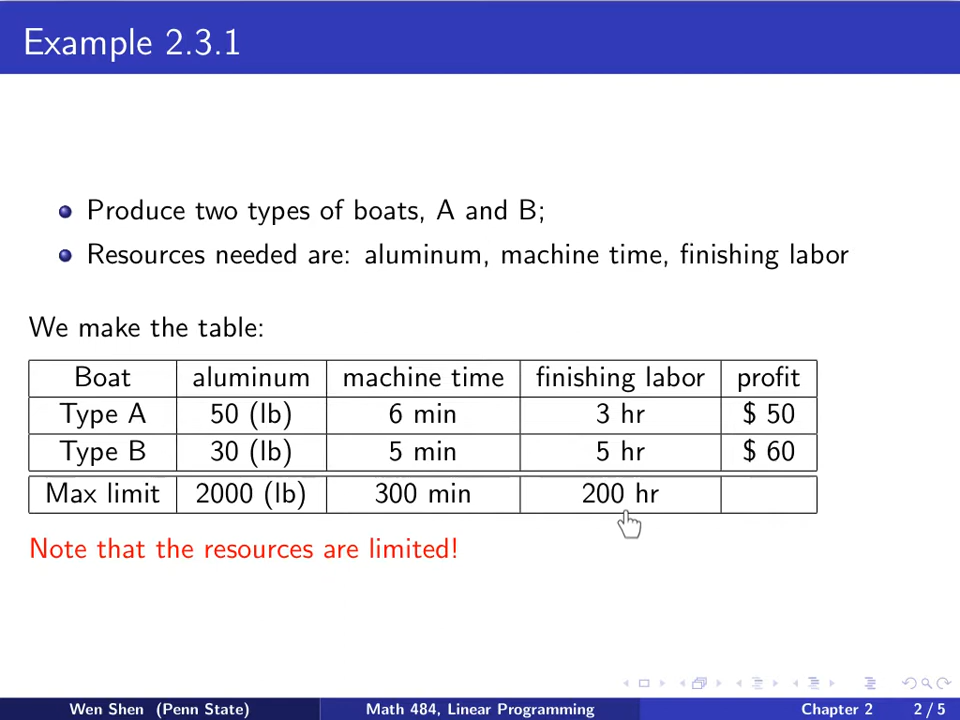 Example 2.3.1
Produce two types of boats, A and B;
Resources needed are: aluminum, machine time, finishing labor
We make the table:
Boat aluminum machine time finishing labor profit
Type A 50 (lb) 6 min 3 hr $ 50
Type B 30 (lb) 5 min 5 hr $ 60
Max limit 2000 (lb) 300 min 200 hr
Note that the resources are limited!
Wen Shen (Penn State) Math 484, Linear Programming Chapter 2 2 / 5